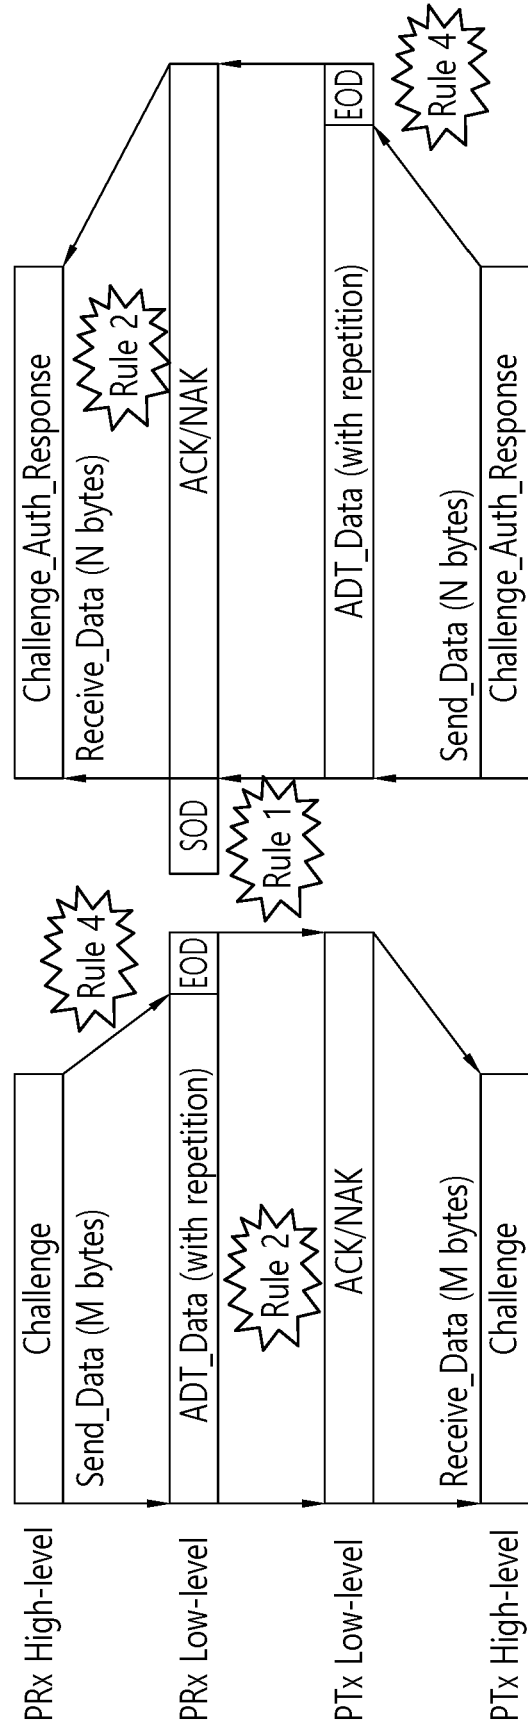 PRx High-level
Challenge
Challenge_Auth_Response
Send_Data (M bytes)
Rule 4
Receive_Data (N bytes)
Rule 2
PRx Low-level
ADT_Data (with repetition)
EOD
SOD
ACK/NAK
Rule 2
Rule 1
PTx Low-level
ACK/NAK
ADT_Data (with repetition)
EOD
Rule 4
Receive_Data (M bytes)
Send_Data (N bytes)
PTx High-level
Challenge
Challenge_Auth_Response